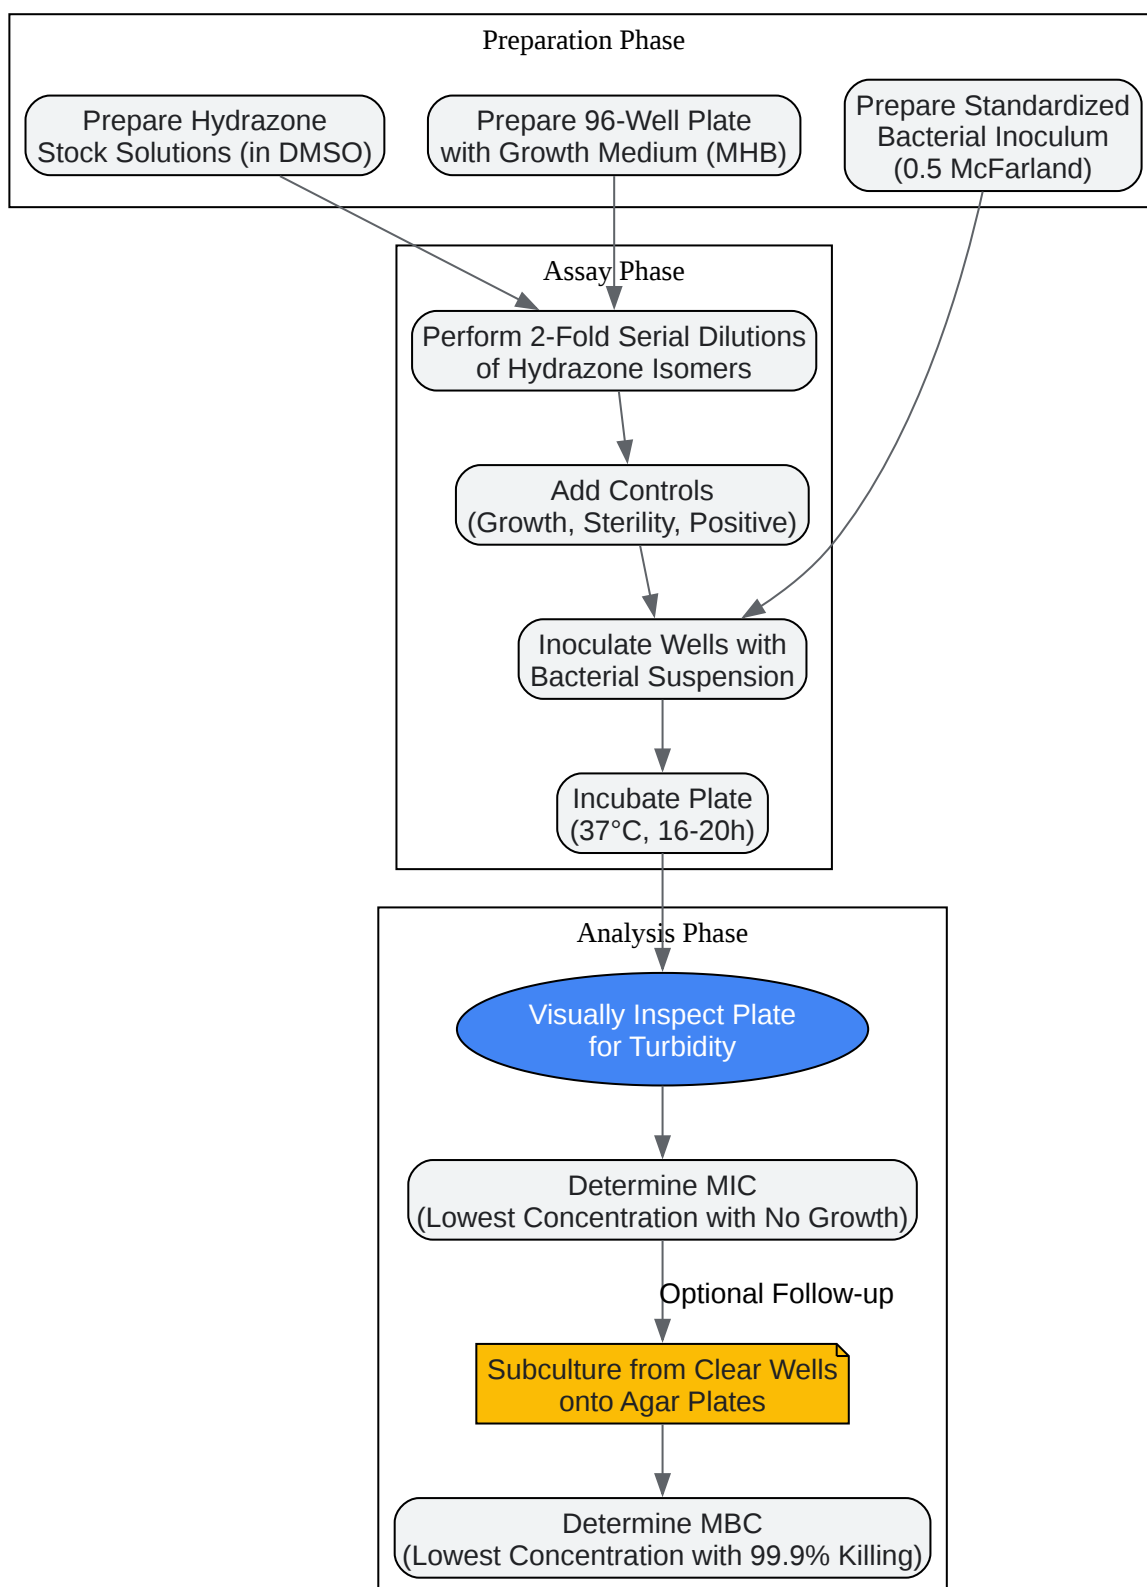 Preparation Phase
Prepare Hydrazone
Stock Solutions (in DMSO)
Prepare 96-Well Plate
with Growth Medium (MHB)
Prepare Standardized
Bacterial Inoculum
(0.5 McFarland)
Assay Phase
Perform 2-Fold Serial Dilutions
of Hydrazone Isomers
Add Controls
(Growth, Sterility, Positive)
Inoculate Wells with
Bacterial Suspension
Incubate Plate
(37°C, 16-20h)
Analysis Phase
Visually Inspect Plate
for Turbidity
Determine MIC
(Lowest Concentration with No Growth)
Optional Follow-up
Subculture from Clear Wells
onto Agar Plates
Determine MBC
(Lowest Concentration with 99.9% Killing)